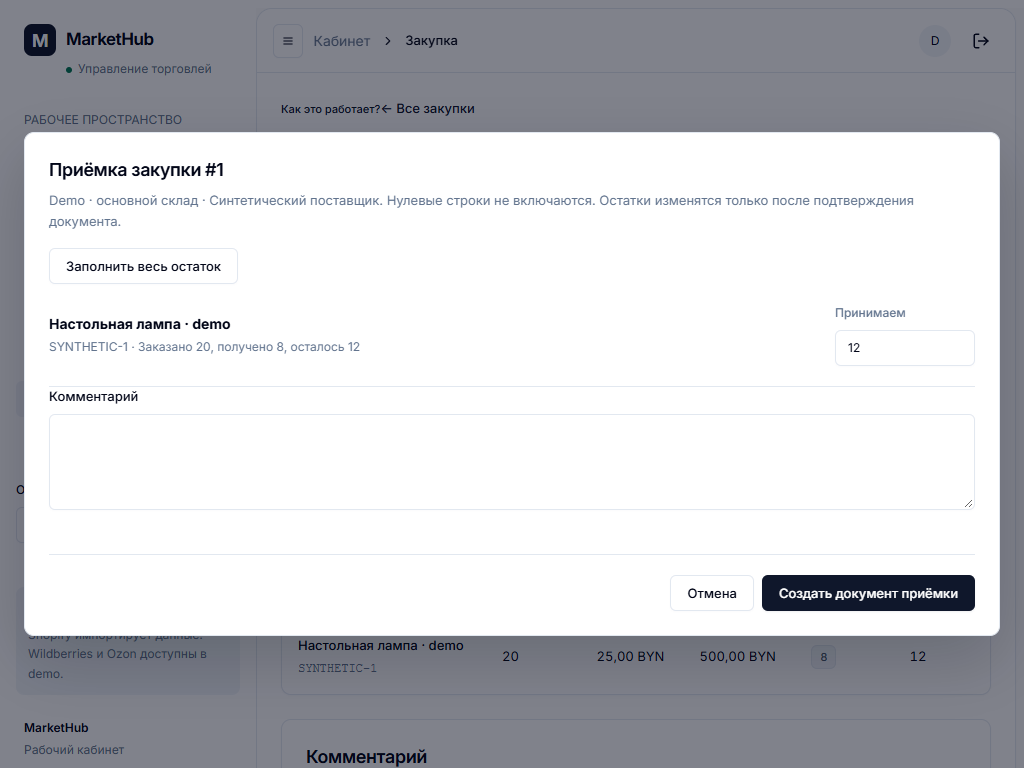 M MarketHub
Управление торговлей
РАБОЧЕЕ ПРОСТРАНСТВО
Кабинет > Закупка
D
Как это работает?← Все закупки
Приёмка закупки #1
Demo · основной склад · Синтетический поставщик. Нулевые строки не включаются. Остатки изменятся только после подтверждения
документа.
Заполнить весь остаток
Настольная лампа · demo
SYNTHETIC-1 · Заказано 20, получено 8, осталось 12
Принимаем
12
Комментарий
Отмена
Создать документ приёмки
Shopify импортирует данные.
Wildberries и Ozon доступны в
demo.
Настольная лампа · demo
SYNTHETIC-1
20
25,00 BYN
500,00 BYN
8
12
MarketHub
Рабочий кабинет
Комментарий